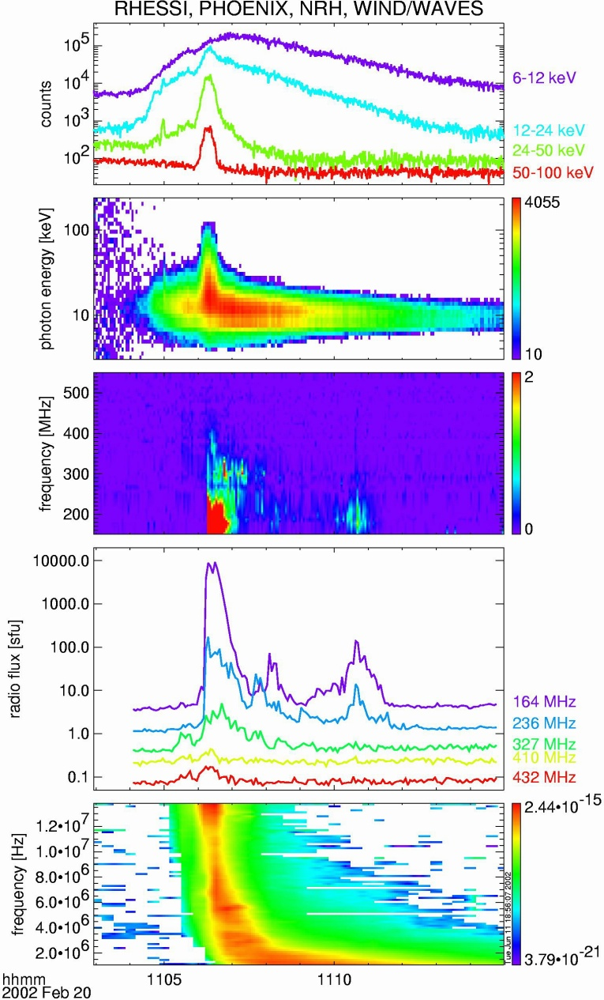 RHESSI, PHOENIX, NRH, WIND/WAVES
counts
10^5
10^4
10^3
10^2
6-12 keV
12-24 keV
24-50 keV
50-100 keV
photon energy [keV]
100
10
4055
10
frequency [MHz]
500
400
300
200
2
0
radio flux [sfu]
10000.0
1000.0
100.0
10.0
1.0
0.1
164 MHz
236 MHz
327 MHz
410 MHz
432 MHz
frequency [Hz]
1.2•10^7
1.0•10^7
8.0•10^6
6.0•10^6
4.0•10^6
2.0•10^6
2.44•10^-15
3.79•10^-21
18:56:07 2002
1105
1110
hhmm
2002 Feb 20